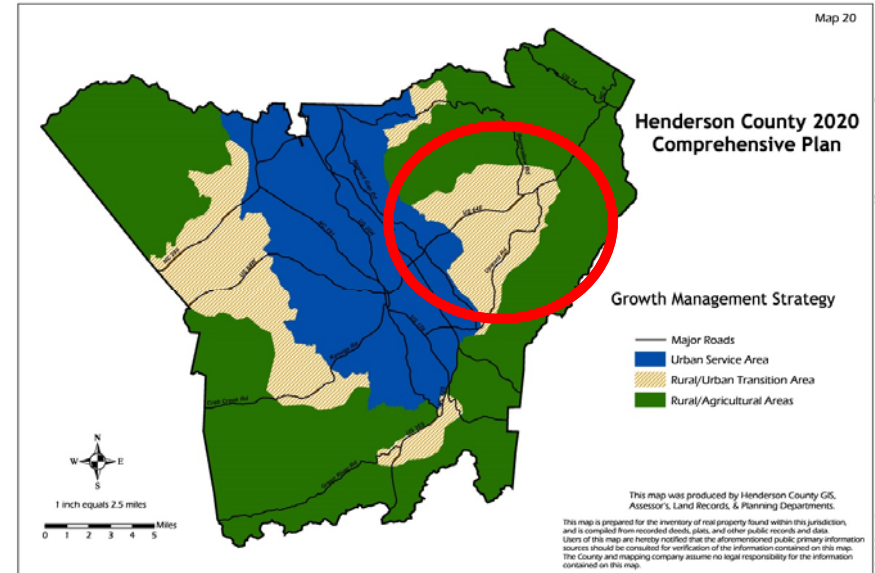 Map 20
Henderson County 2020
Comprehensive Plan
US 64E
Growth Management Strategy
Major Roads
Urban Service Area
Rural/Urban Transition Area
Rural/Agricultural Areas
Crab Creek Rd
N
W E
S
1 inch equals 2.5 miles
Miles
0 1 2 3 4 5
This map was produced by Henderson County GIS,
Assessor's, Land Records, & Planning Departments.
This map is prepared for the inventory of real property found within this jurisdiction,
and is compiled from recorded deeds, plats, and other public records and data.
Users of this map are hereby notified that the aforementioned public primary information
sources should be consulted for verification of the information contained on this map.
The County and mapping company assume no legal responsibility for the information
contained on this map.